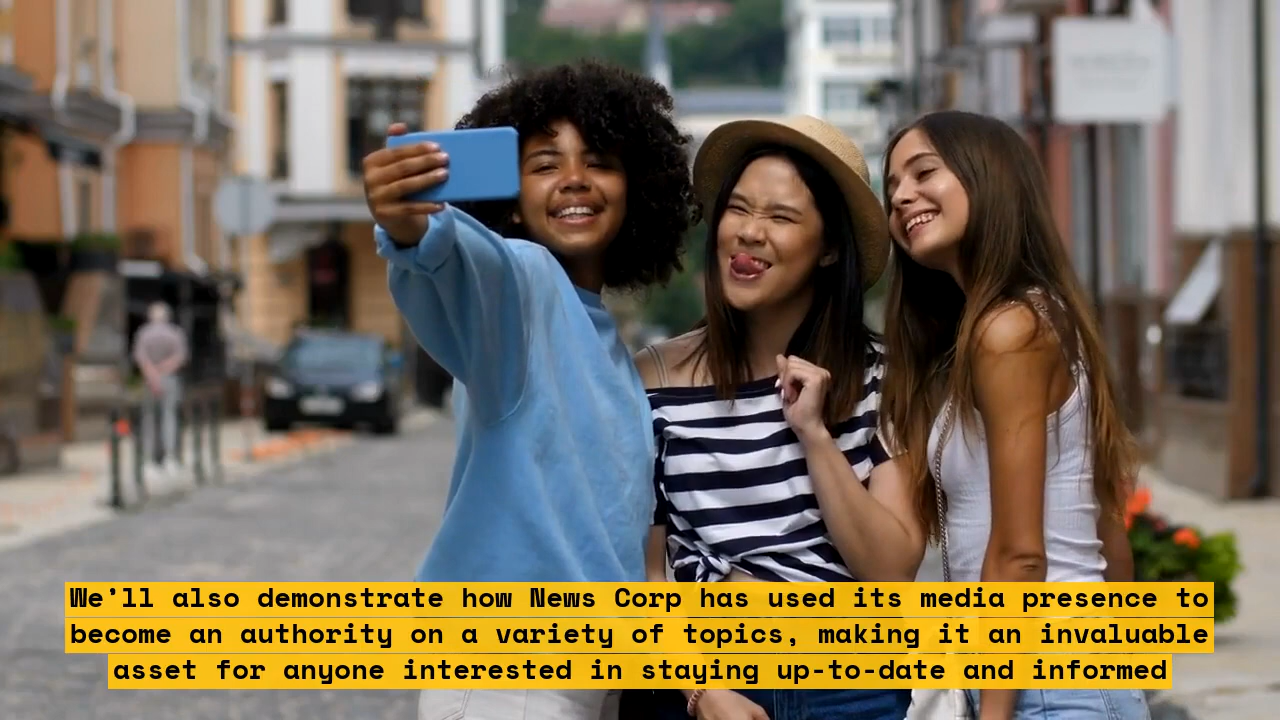 We'll also demonstrate how News Corp has used its media presence to
become an authority on a variety of topics, making it an invaluable
asset for anyone interested in staying up-to-date and informed